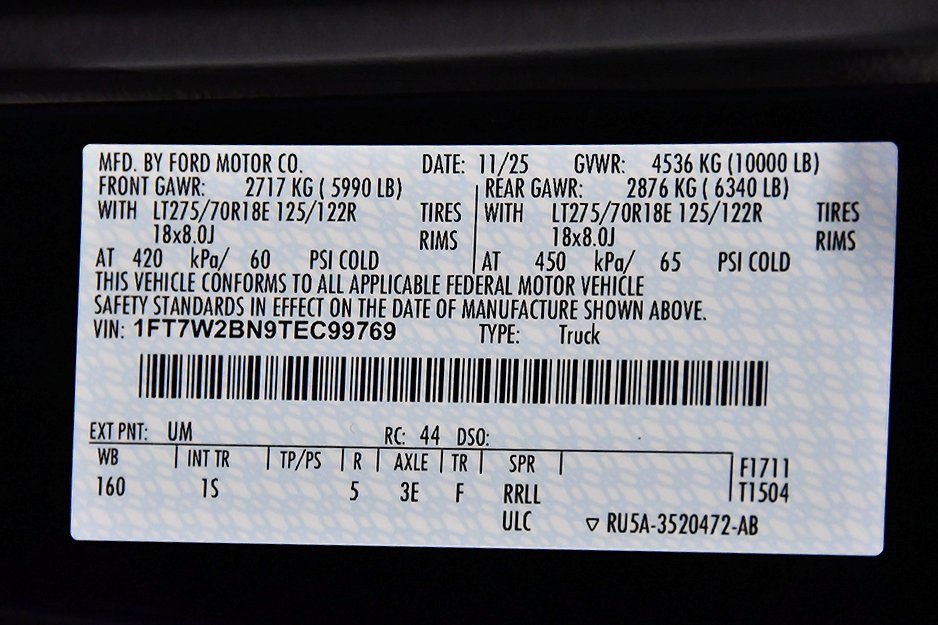 MFD. BY FORD MOTOR CO. DATE: 11/25 GVWR: 4536 KG (10000 LB)
FRONT GAWR: 2717 KG ( 5990 LB) REAR GAWR: 2876 KG ( 6340 LB)
WITH LT275/70R18E 125/122R TIRES WITH LT275/70R18E 125/122R TIRES
18x8.0J RIMS 18x8.0J RIMS
AT 420 kPa/ 60 PSI COLD AT 450 kPa/ 65 PSI COLD
THIS VEHICLE CONFORMS TO ALL APPLICABLE FEDERAL MOTOR VEHICLE
SAFETY STANDARDS IN EFFECT ON THE DATE OF MANUFACTURE SHOWN ABOVE.
VIN: 1FT7W2BN9TEC99769 TYPE: Truck
EXT PNT: UM RC: 44 DSO:
WB INT TR TP/PS R AXLE TR SPR F1711
160 1S 5 3E F RRLL T1504
ULC ▽ RU5A-3520472-AB